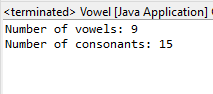 <terminated> Vowel [Java Application]
Number of vowels: 9
Number of consonants: 15